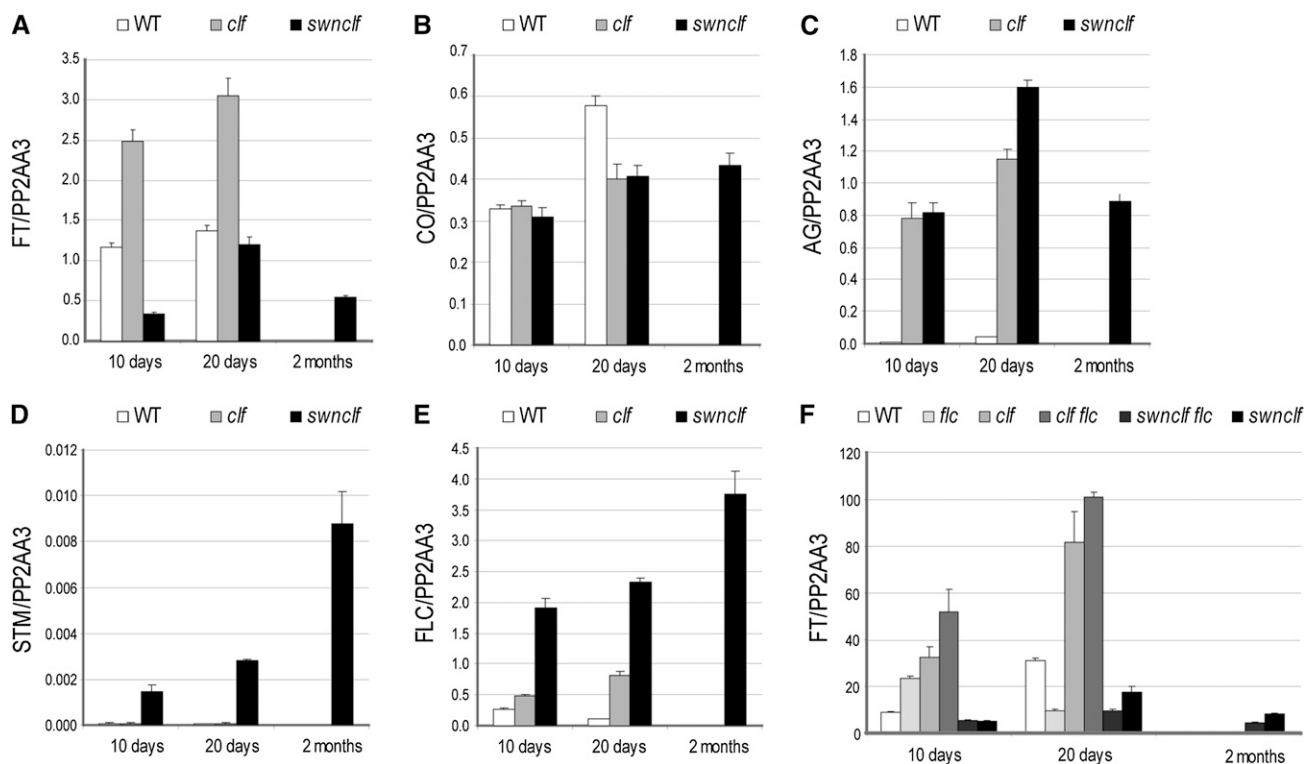 A
WT clf swnclf
FT/PP2AA3
3.5
3.0
2.5
2.0
1.5
1.0
0.5
0.0
10 days 20 days 2 months
B
WT clf swnclf
CO/PP2AA3
0.7
0.6
0.5
0.4
0.3
0.2
0.1
0.0
10 days 20 days 2 months
C
WT clf swnclf
AG/PP2AA3
1.8
1.6
1.4
1.2
1.0
0.8
0.6
0.4
0.2
0.0
10 days 20 days 2 months
D
WT clf swnclf
STM/PP2AA3
0.012
0.010
0.008
0.006
0.004
0.002
0.000
10 days 20 days 2 months
E
WT clf swnclf
FLC/PP2AA3
4.5
4.0
3.5
3.0
2.5
2.0
1.5
1.0
0.5
0.0
10 days 20 days 2 months
F
WT flc clf clf flc swnclf flc swnclf
FT/PP2AA3
120
100
80
60
40
20
0
10 days 20 days 2 months